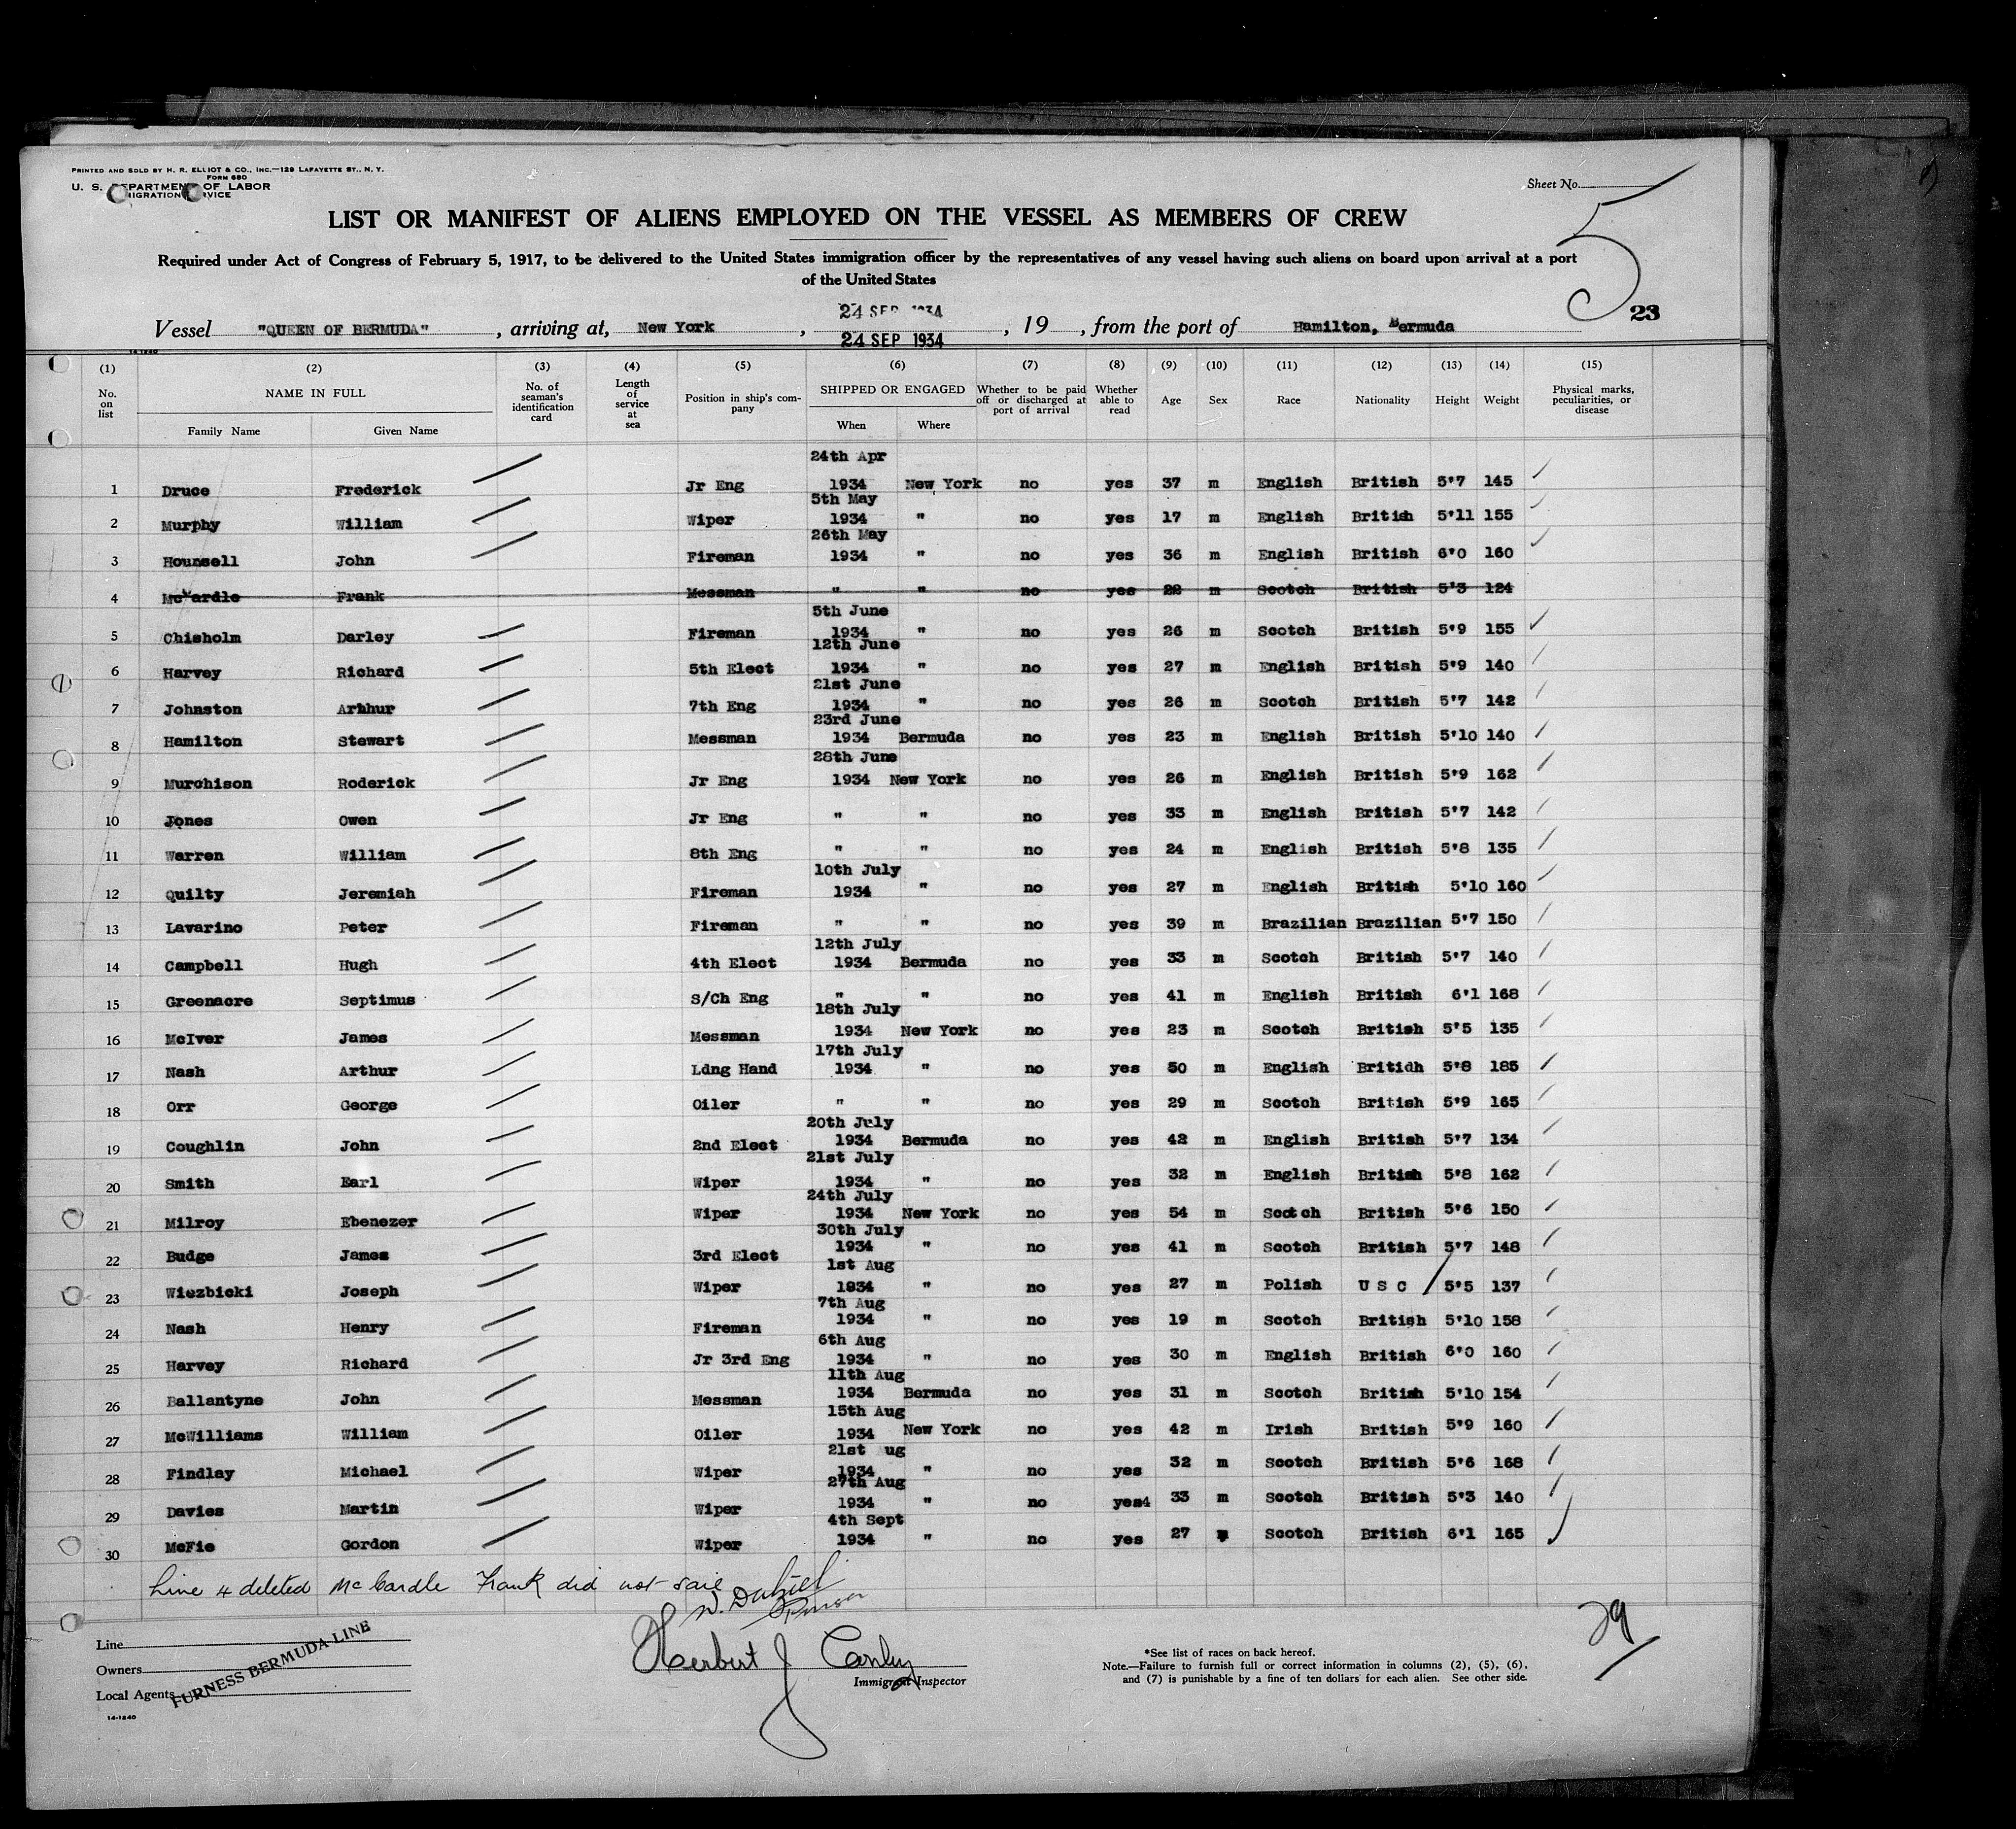 PRINTED AND SOLD BY H. R. ELLIOT & CO., INC.—129 LAFAYETTE ST., N. Y.
FORM 680
U. S. DEPARTMENT OF LABOR
IMMIGRATION SERVICE
Sheet No. 5
LIST OR MANIFEST OF ALIENS EMPLOYED ON THE VESSEL AS MEMBERS OF CREW
Required under Act of Congress of February 5, 1917, to be delivered to the United States immigration officer by the representatives of any vessel having such aliens on board upon arrival at a port
of the United States
23
24 SEP 1934
Vessel "QUEEN OF BERMUDA", arriving at, New York, 24 SEP 1934, 19 , from the port of Hamilton, Bermuda
14-1240
(1) (2) (3) (4) (5) (6) (7) (8) (9) (10) (11) (12) (13) (14) (15)
No. on list NAME IN FULL Family Name Given Name No. of seaman's identification card Length of service at sea Position in ship's company SHIPPED OR ENGAGED When Where Whether to be paid off or discharged at port of arrival Whether able to read Age Sex Race Nationality Height Weight Physical marks, peculiarities, or disease
24th Apr
1 Druce Frederick Jr Eng 1934 New York no yes 37 m English British 5'7 145
5th May
2 Murphy William Wiper 1934 " no yes 17 m English British 5'11 155
26th May
3 Hounsell John Fireman 1934 " no yes 36 m English British 6'0 160
4 McCardle Frank Messman " " no yes 22 m Scotch British 5'3 124
5th June
5 Chisholm Darley Fireman 1934 " no yes 26 m Scotch British 5'9 155
12th June
6 Harvey Richard 5th Elect 1934 " no yes 27 m English British 5'9 140
21st June
7 Johnston Arhhur 7th Eng 1934 " no yes 26 m Scotch British 5'7 142
23rd June
8 Hamilton Stewart Messman 1934 Bermuda no yes 23 m English British 5'10 140
28th June
9 Murchison Roderick Jr Eng 1934 New York no yes 26 m English British 5'9 162
10 Jones Owen Jr Eng " " no yes 33 m English British 5'7 142
11 Warren William 8th Eng " " no yes 24 m English British 5'8 135
10th July
12 Quilty Jeremiah Fireman 1934 " no yes 27 m English British 5'10 160
13 Lavarino Peter Fireman " " no yes 39 m Brazilian Brazilian 5'7 150
12th July
14 Campbell Hugh 4th Elect 1934 Bermuda no yes 33 m Scotch British 5'7 140
15 Greenacre Septimus S/Ch Eng " " no yes 41 m English British 6'1 168
18th July
16 McIver James Messman 1934 New York no yes 23 m Scotch British 5'5 135
17th July
17 Nash Arthur Ldng Hand 1934 " no yes 50 m English Britidh 5'8 185
18 Orr George Oiler " " no yes 29 m Scotch British 5'9 165
20th July
19 Coughlin John 2nd Elect 1934 Bermuda no yes 42 m English British 5'7 134
21st July
20 Smith Earl Wiper 1934 " no yes 32 m English British 5'8 162
24th July
21 Milroy Ebenezer Wiper 1934 New York no yes 54 m Scotch British 5'6 150
30th July
22 Budge James 3rd Elect 1934 " no yes 41 m Scotch British 5'7 148
1st Aug
23 Wiezbicki Joseph Wiper 1934 " no yes 27 m Polish U S C 5'5 137
7th Aug
24 Nash Henry Fireman 1934 " no yes 19 m Scotch British 5'10 158
6th Aug
25 Harvey Richard Jr 3rd Eng 1934 " no yes 30 m English British 6'0 160
11th Aug
26 Ballantyne John Messman 1934 Bermuda no yes 31 m Scotch British 5'10 154
15th Aug
27 McWilliams William Oiler 1934 New York no yes 42 m Irish British 5'9 160
21st ug
28 Findlay Michael Wiper 1934 " no yes 32 m Scotch British 5'6 168
27th Aug
29 Davies Martin Wiper 1934 " no yes4 33 m Scotch British 5'3 140
4th Sept
30 McFie Gordon Wiper 1934 " no yes 27 m Scotch British 6'1 165
Line 4 deleted McCardle Frank did not sail
Purser
29
Line
Owners
Local Agents
FURNESS BERMUDA LINE
14-1240
Herbert J
Immigrant Inspector
*See list of races on back hereof.
Note.—Failure to furnish full or correct information in columns (2), (5), (6),
and (7) is punishable by a fine of ten dollars for each alien. See other side.